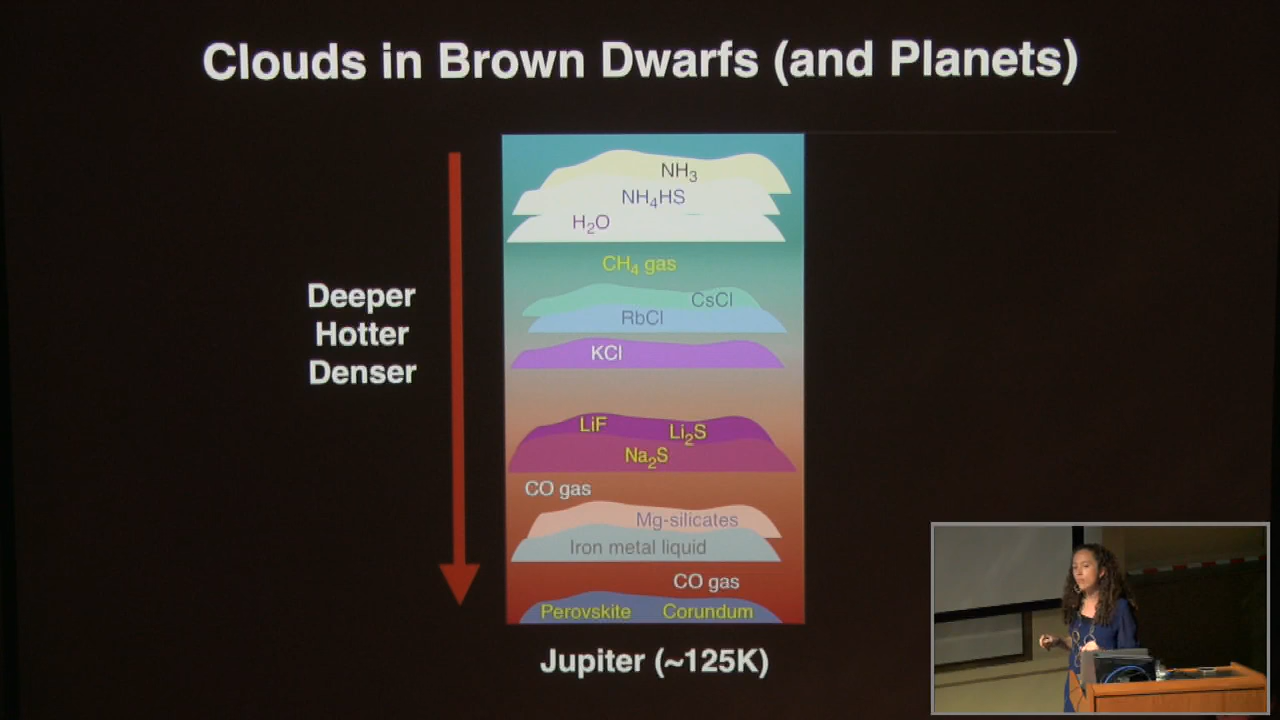 Clouds in Brown Dwarfs (and Planets)
NH₃
NH₄HS
H₂O
CH₄ gas
CsCl
RbCl
KCl
Deeper
Hotter
Denser
LiF
Li₂S
Na₂S
CO gas
Mg-silicates
Iron metal liquid
CO gas
Perovskite Corundum
Jupiter (~125K)